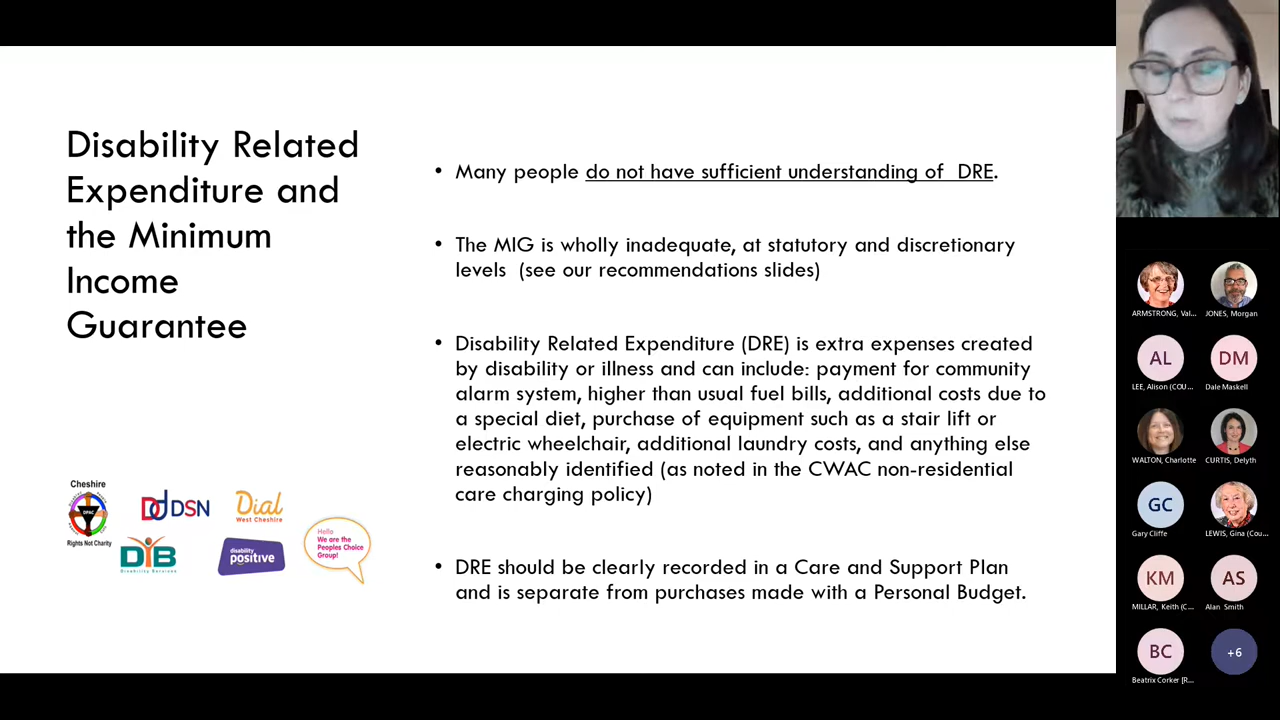 Disability Related
Expenditure and
the Minimum
Income
Guarantee
• Many people do not have sufficient understanding of  DRE.
• The MIG is wholly inadequate, at statutory and discretionary
levels  (see our recommendations slides)
• Disability Related Expenditure (DRE) is extra expenses created
by disability or illness and can include: payment for community
alarm system, higher than usual fuel bills, additional costs due to
a special diet, purchase of equipment such as a stair lift or
electric wheelchair, additional laundry costs, and anything else
reasonably identified (as noted in the CWAC non-residential
care charging policy)
• DRE should be clearly recorded in a Care and Support Plan
and is separate from purchases made with a Personal Budget.
Cheshire
DPAC
Rights Not Charity
DSN
Dial
West Cheshire
DIB
Disability Services
disability
positive
Hello
We are the
Peoples Choice
Group!
ARMSTRONG, Val...
JONES, Morgan
AL
LEE, Alison (COU...
DM
Dale Maskell
WALTON, Charlotte
CURTIS, Delyth
GC
Gary Cliffe
LEWIS, Gina (Cou...
KM
MILLAR, Keith (C...
AS
Alan Smith
BC
Beatrix Corker [R...
+6